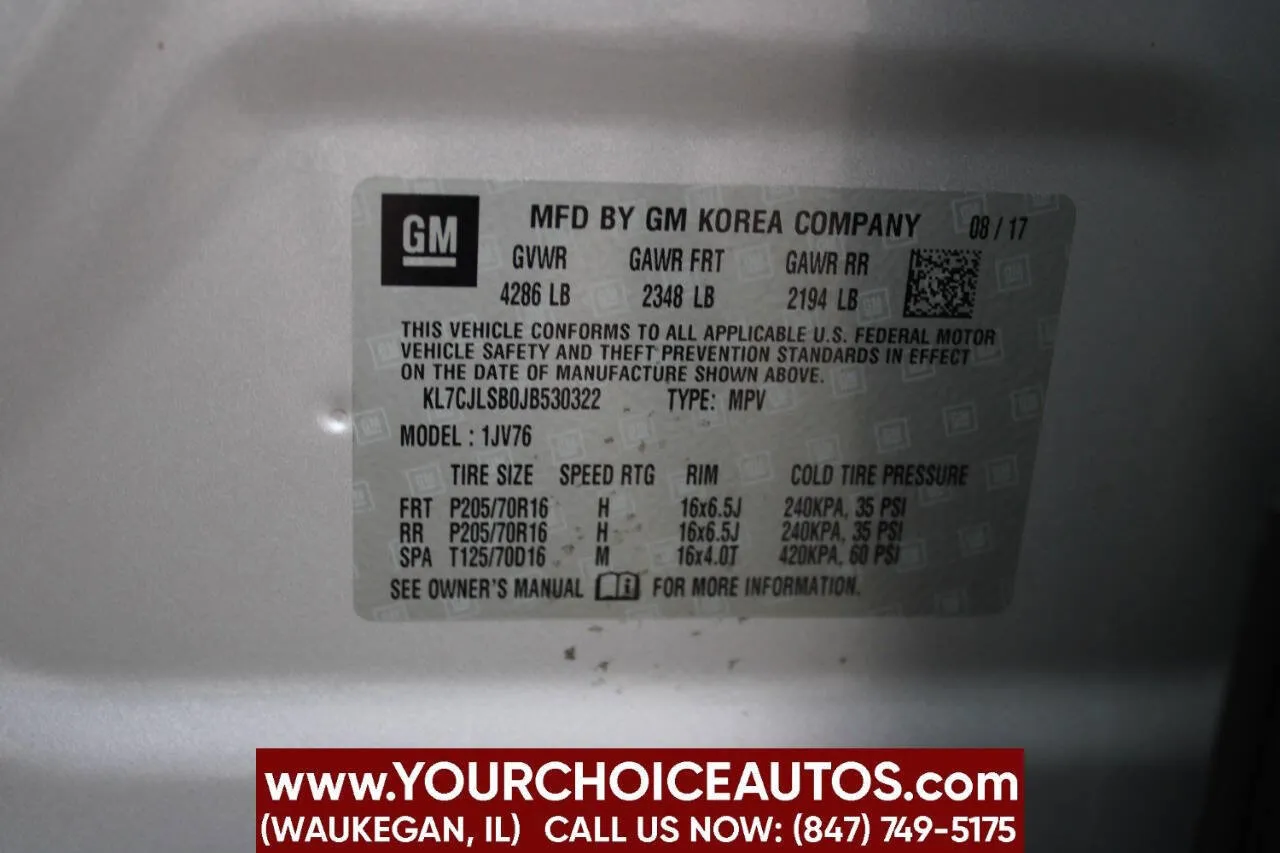 GM
MFD BY GM KOREA COMPANY 08 / 17
GVWR GAWR FRT GAWR RR
4286 LB 2348 LB 2194 LB
THIS VEHICLE CONFORMS TO ALL APPLICABLE U.S. FEDERAL MOTOR
VEHICLE SAFETY AND THEFT PREVENTION STANDARDS IN EFFECT
ON THE DATE OF MANUFACTURE SHOWN ABOVE.
KL7CJLSB0JB530322 TYPE: MPV
MODEL : 1JV76
TIRE SIZE SPEED RTG RIM COLD TIRE PRESSURE
FRT P205/70R16 H 16x6.5J 240KPA, 35 PSI
RR P205/70R16 H 16x6.5J 240KPA, 35 PSI
SPA T125/70D16 M 16x4.0T 420KPA, 60 PSI
SEE OWNER'S MANUAL FOR MORE INFORMATION.
www.YOURCHOICEAUTOS.com
(WAUKEGAN, IL) CALL US NOW: (847) 749-5175